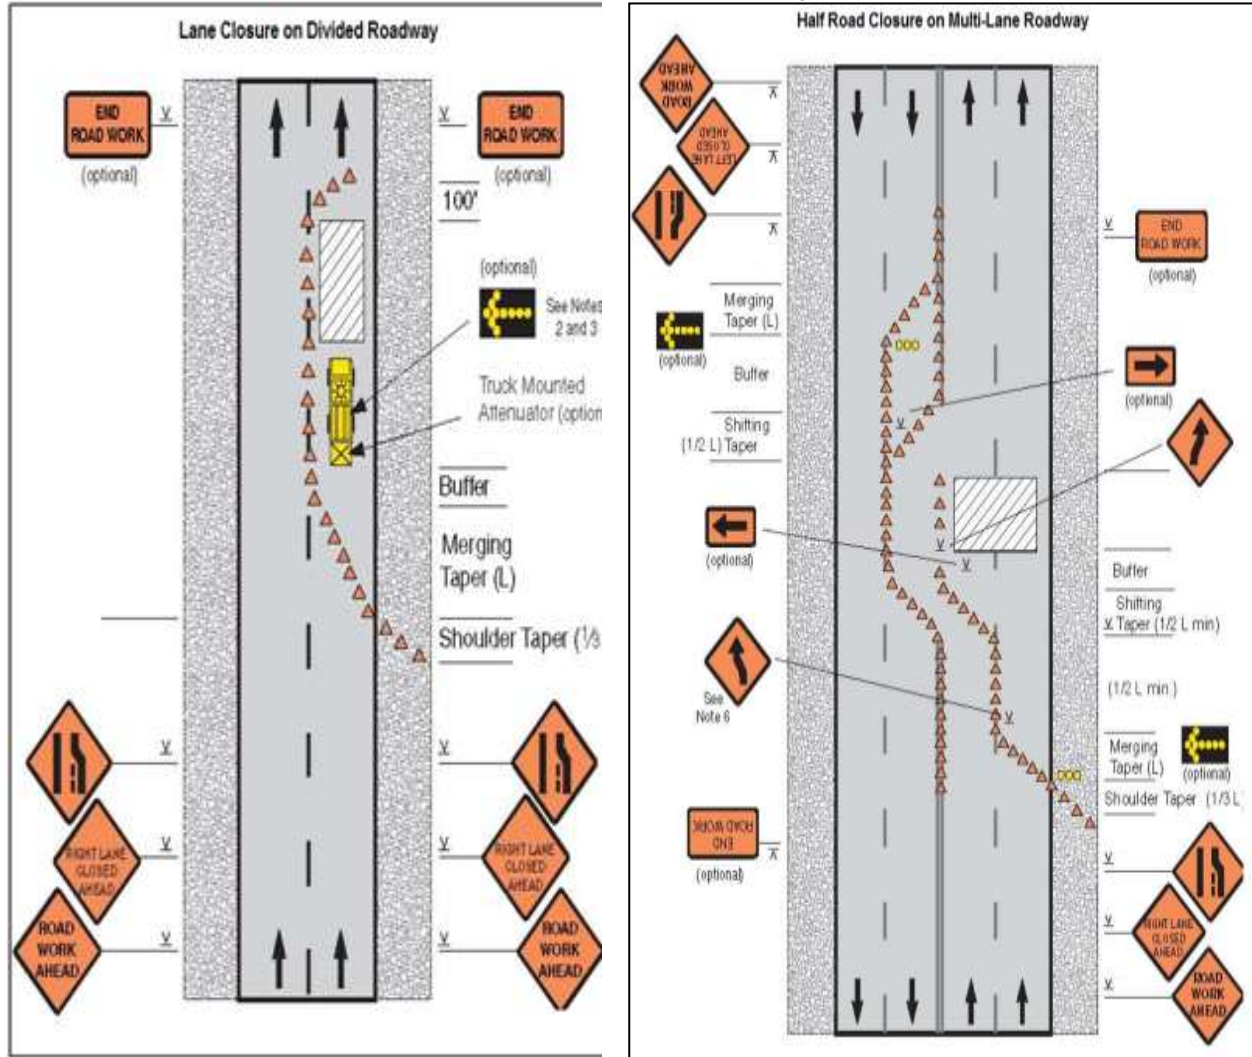 Lane Closure on Divided Roadway
END
ROAD WORK
(optional)
END
ROAD WORK
(optional)
100'
(optional)
See Notes
2 and 3
Truck Mounted
Attenuator (option
Buffer
Merging
Taper (L)
Shoulder Taper (1/3
RIGHT LANE
CLOSED
AHEAD
RIGHT LANE
CLOSED
AHEAD
ROAD
WORK
AHEAD
ROAD
WORK
AHEAD
Half Road Closure on Multi-Lane Roadway
ROAD
WORK
AHEAD
LEFT LANE
CLOSED
AHEAD
END
ROAD WORK
(optional)
Merging
Taper (L)
(optional)
Buffer
Shifting
(1/2 L) Taper
(optional)
(optional)
Buffer
Shifting
Taper (1/2 L min)
See
Note 6
(1/2 L min.)
Merging
Taper (L)
(optional)
Shoulder Taper (1/3 L
END
ROAD WORK
(optional)
RIGHT LANE
CLOSED
AHEAD
ROAD
WORK
AHEAD